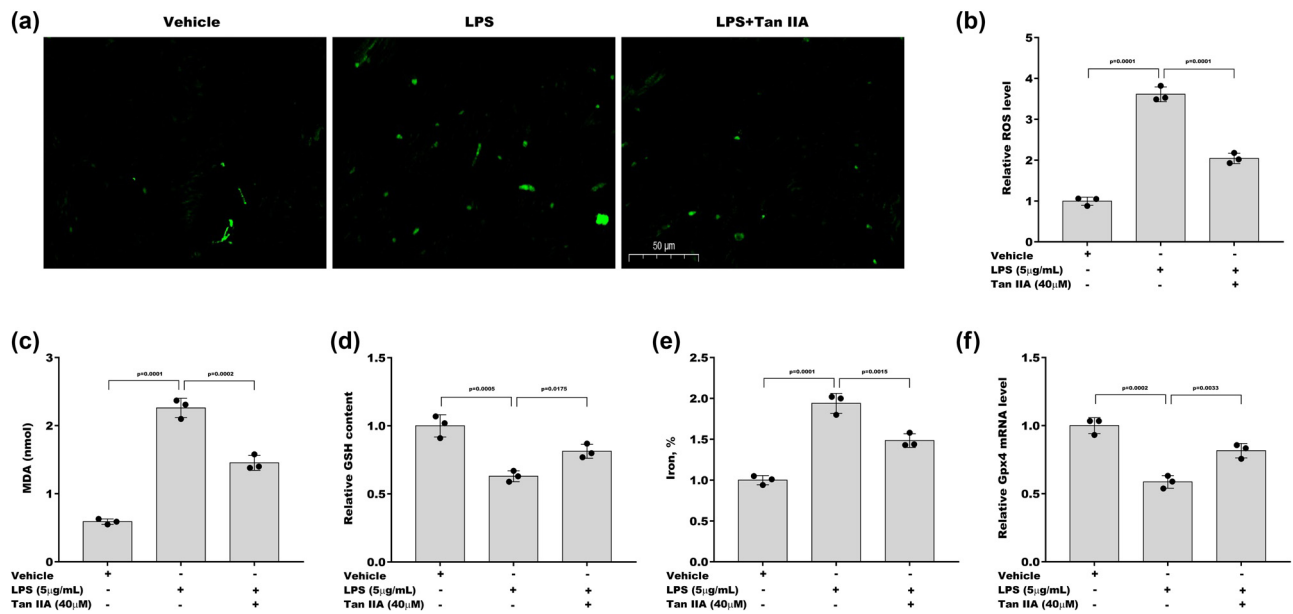 (a)
Vehicle
LPS
LPS+Tan IIA
50 µm
(b)
Relative ROS level
5
4
3
2
1
0
p=0.0001
p=0.0001
Vehicle + - -
LPS (5µg/mL) - + +
Tan IIA (40µM) - - +
(c)
MDA (nmol)
3
2
1
0
p=0.0001
p=0.0002
Vehicle + - -
LPS (5µg/mL) - + +
Tan IIA (40µM) - - +
(d)
Relative GSH content
1.5
1.0
0.5
0.0
p=0.0005
p=0.0175
Vehicle + - -
LPS (5µg/mL) - + +
Tan IIA (40µM) - - +
(e)
Iron, %
2.5
2.0
1.5
1.0
0.5
0.0
p=0.0001
p=0.0015
Vehicle + - -
LPS (5µg/mL) - + +
Tan IIA (40µM) - - +
(f)
Relative Gpx4 mRNA level
1.5
1.0
0.5
0.0
p=0.0002
p=0.0033
Vehicle + - -
LPS (5µg/mL) - + +
Tan IIA (40µM) - - +